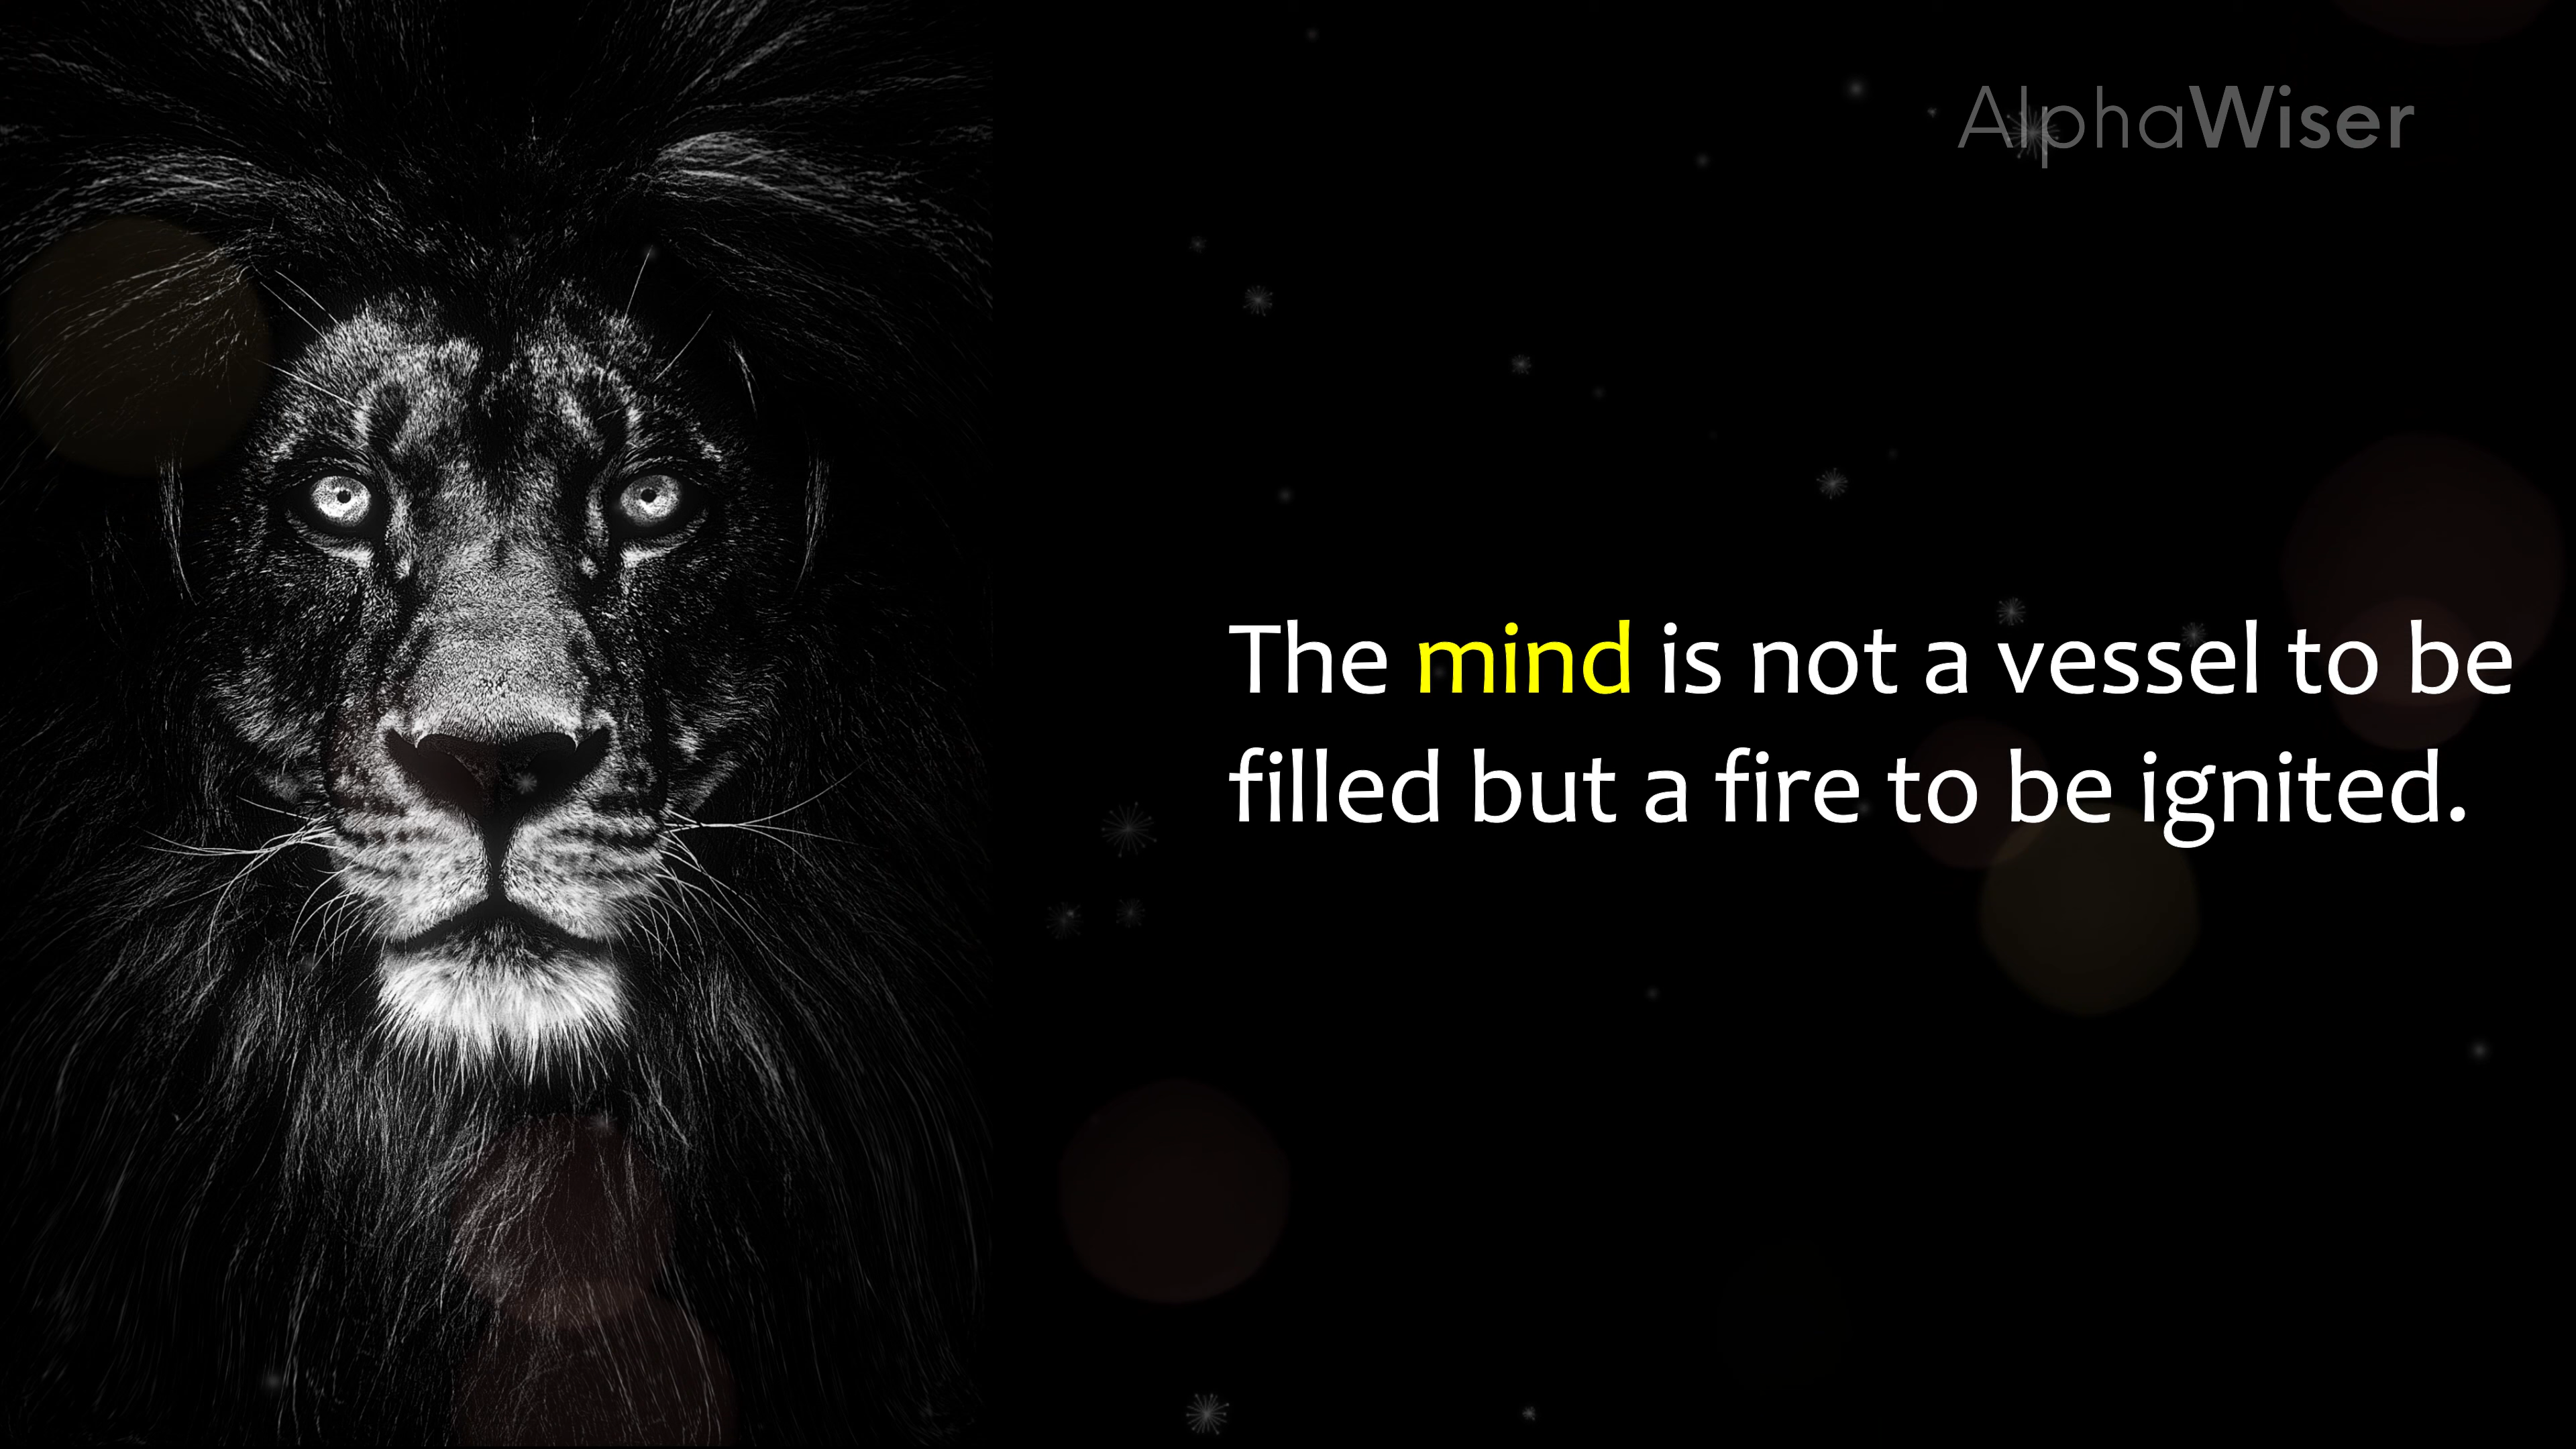 AlphaWiser
The mind is not a vessel to be
filled but a fire to be ignited.